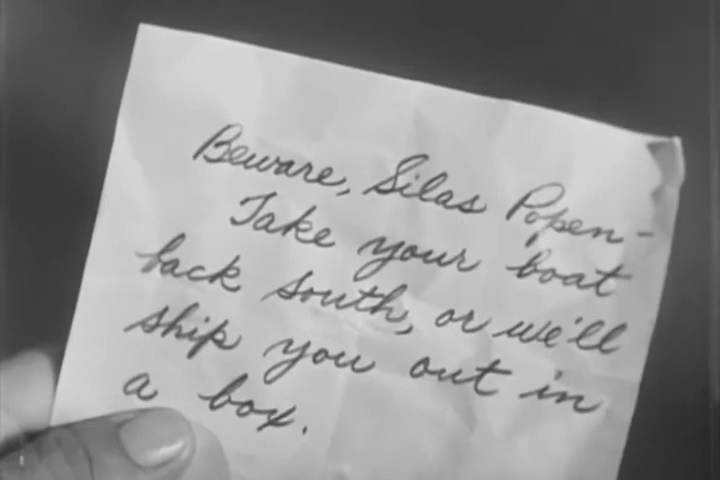 Beware, Silas Popen-
Take your boat
back south, or we'll
ship you out in
a box.